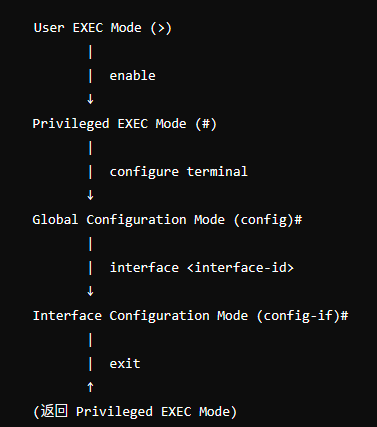 User EXEC Mode (>)
|
| enable
↓
Privileged EXEC Mode (#)
|
| configure terminal
↓
Global Configuration Mode (config)#
|
| interface <interface-id>
↓
Interface Configuration Mode (config-if)#
|
| exit
↑
(返回 Privileged EXEC Mode)